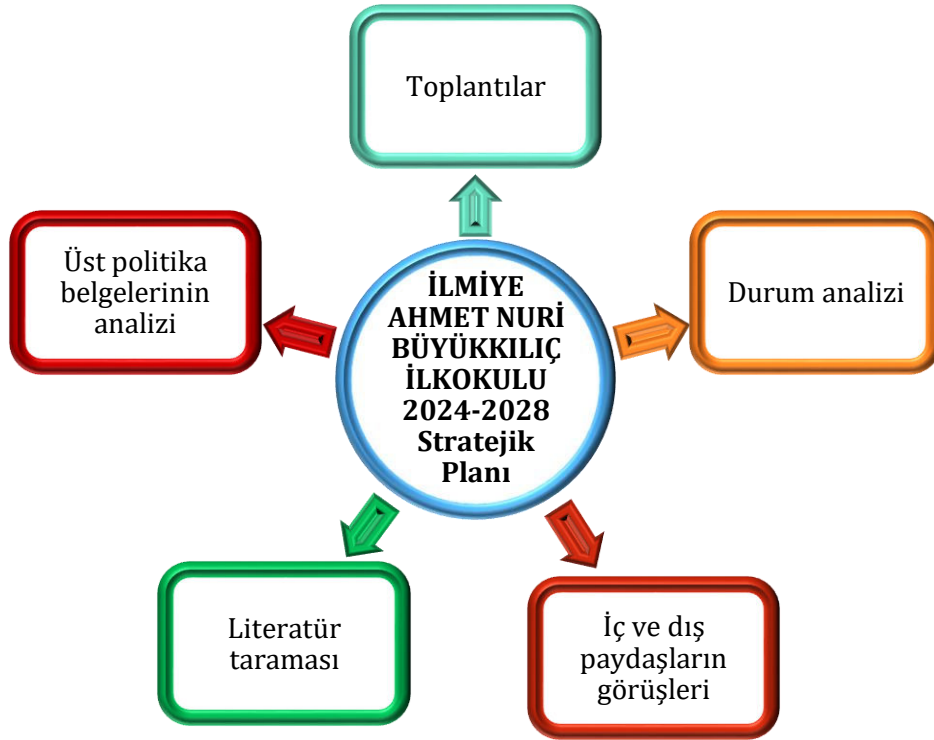 Toplantılar
Üst politika
belgelerinin
analizi
İLMİYE
AHMET NURİ
BÜYÜKKILIÇ
İLKOKULU
2024-2028
Stratejik
Planı
Durum analizi
Literatür
taraması
İç ve dış
paydaşların
görüşleri